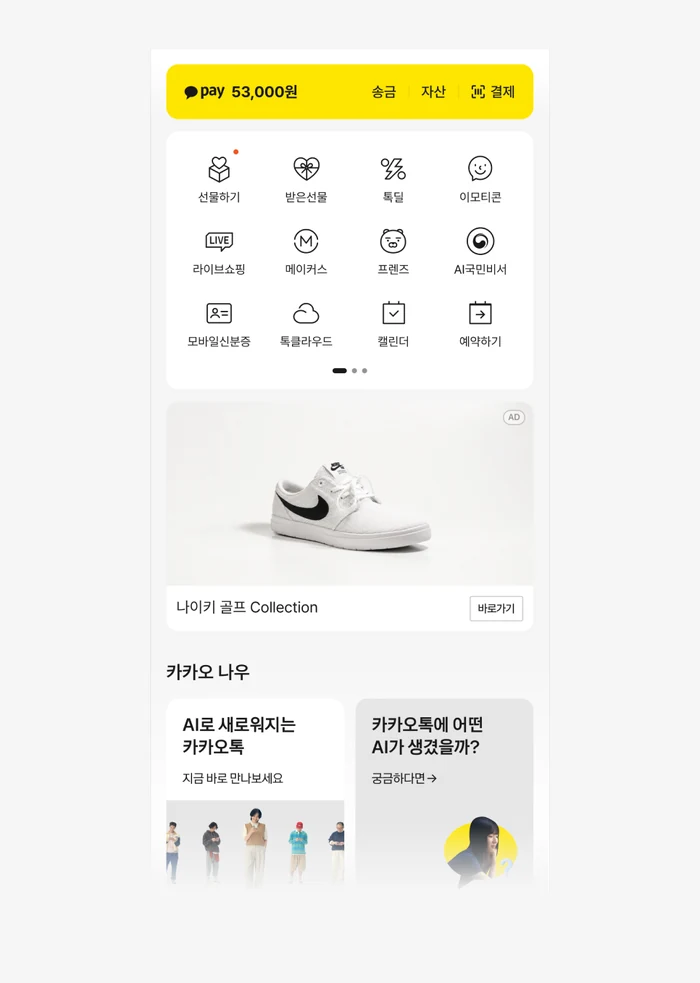 pay 53,000원 송금 자산 결제
선물하기 받은선물 톡딜 이모티콘
LIVE M
라이브쇼핑 메이커스 프렌즈 AI국민비서
모바일신분증 톡클라우드 캘린더 예약하기
AD
나이키 골프 Collection 바로가기
카카오 나우
AI로 새로워지는
카카오톡
지금 바로 만나보세요
카카오톡에 어떤
AI가 생겼을까?
궁금하다면→